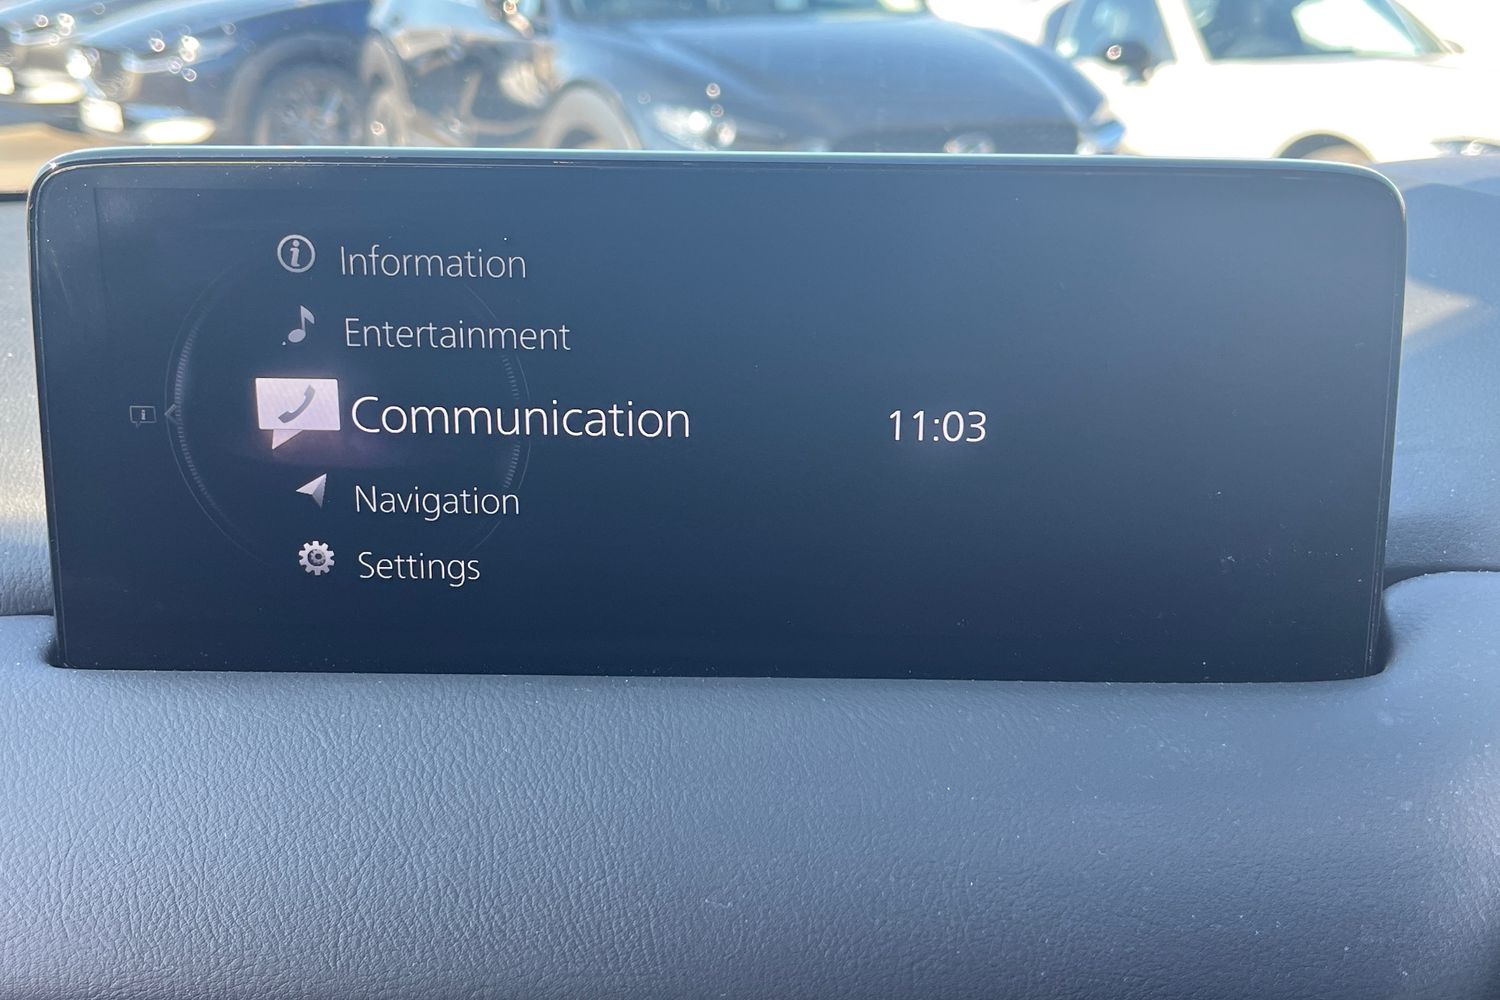 Information
Entertainment
Communication
11:03
Navigation
Settings